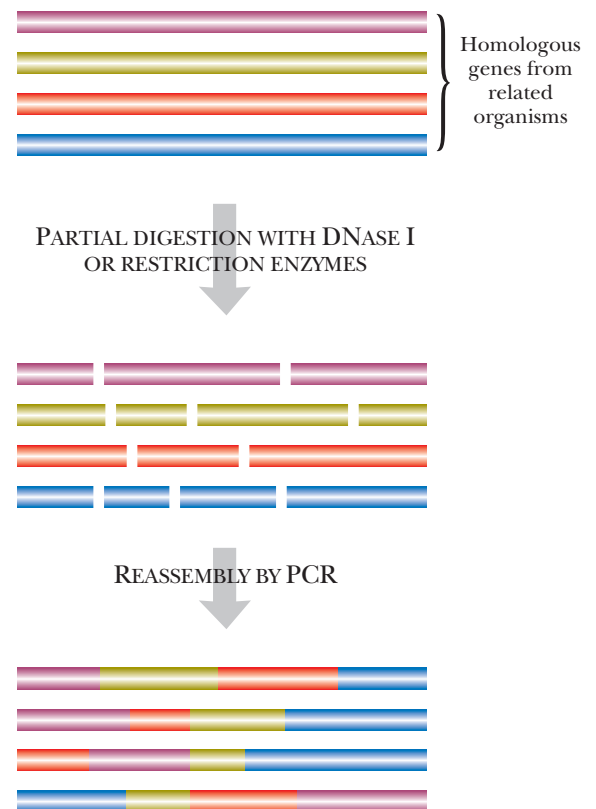 Homologous
genes from
related
organisms
PARTIAL DIGESTION WITH DNASE I
OR RESTRICTION ENZYMES
REASSEMBLY BY PCR